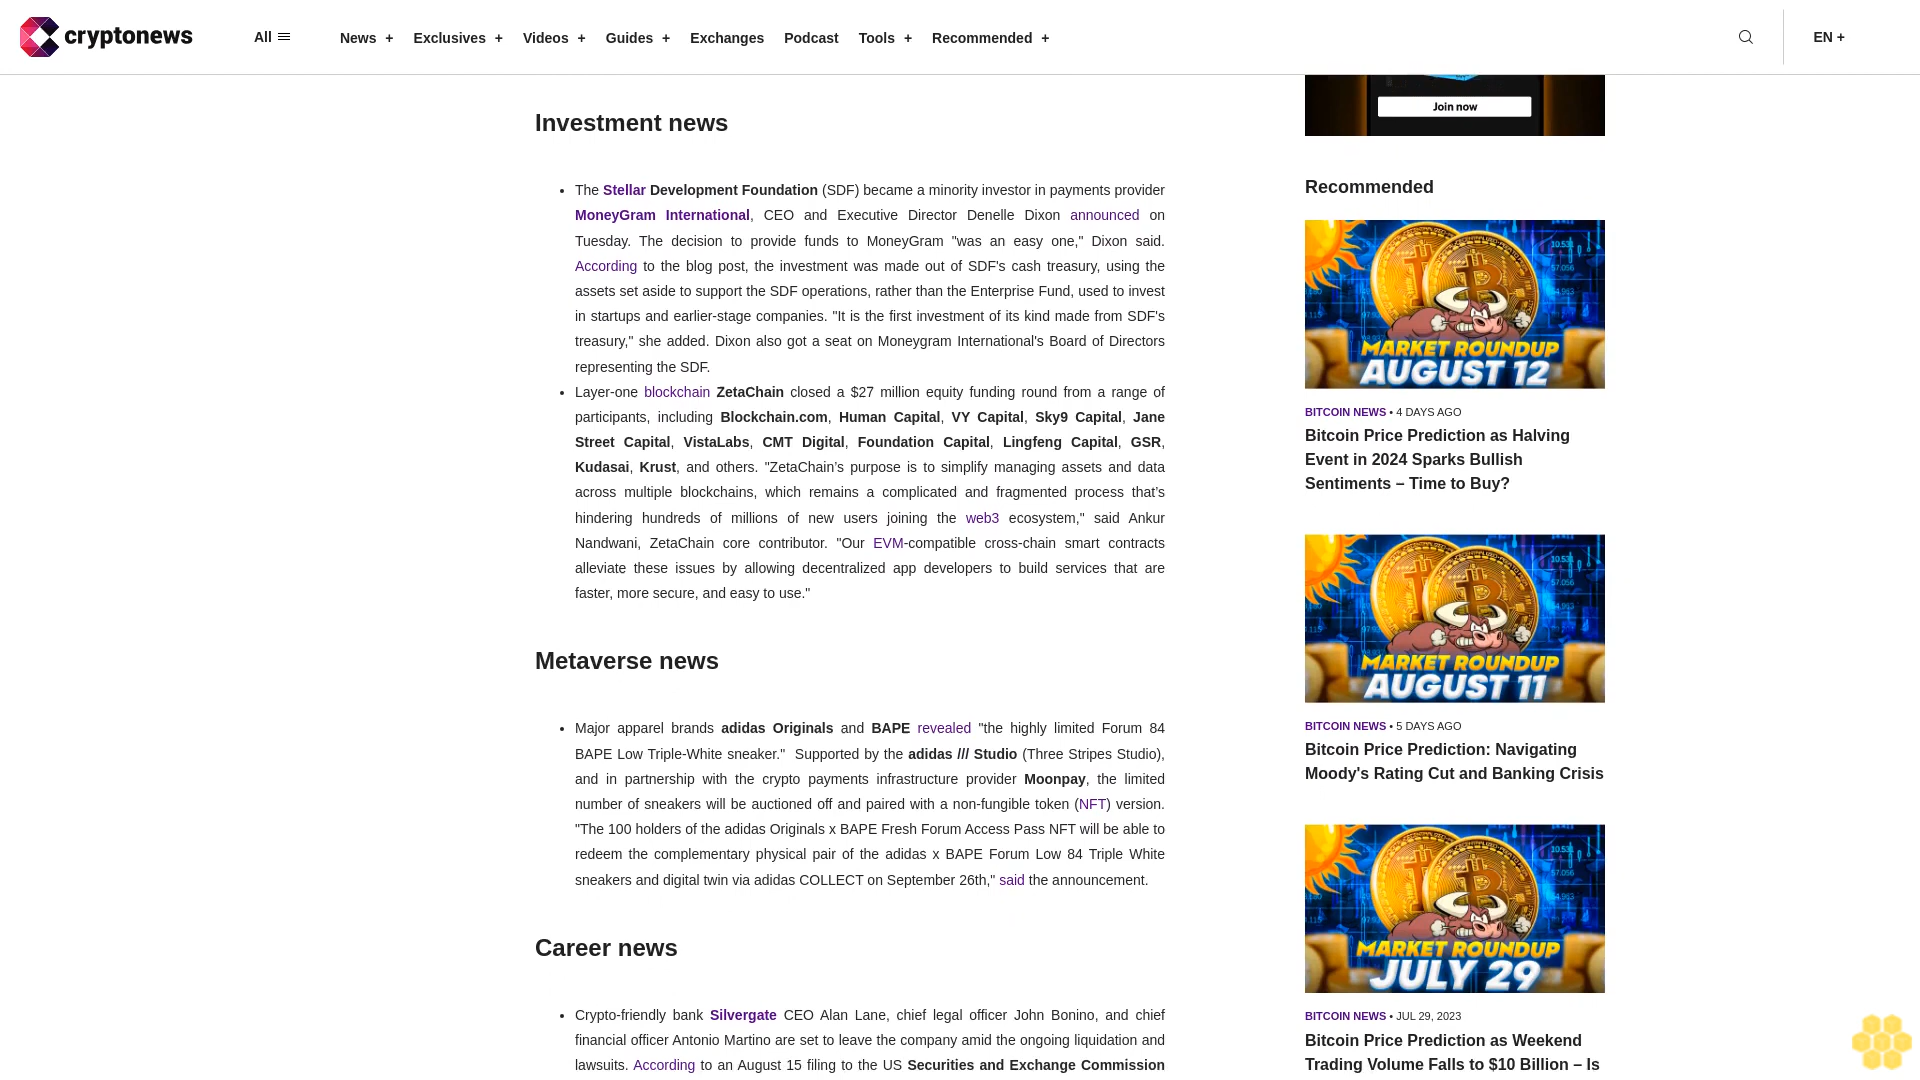 cryptonews
All
News +
Exclusives +
Videos +
Guides +
Exchanges
Podcast
Tools +
Recommended +
EN +
Investment news
• The Stellar Development Foundation (SDF) became a minority investor in payments provider
MoneyGram International, CEO and Executive Director Denelle Dixon announced on
Tuesday. The decision to provide funds to MoneyGram "was an easy one," Dixon said.
According to the blog post, the investment was made out of SDF's cash treasury, using the
assets set aside to support the SDF operations, rather than the Enterprise Fund, used to invest
in startups and earlier-stage companies. "It is the first investment of its kind made from SDF's
treasury," she added. Dixon also got a seat on Moneygram International's Board of Directors
representing the SDF.
• Layer-one blockchain ZetaChain closed a $27 million equity funding round from a range of
participants, including Blockchain.com, Human Capital, VY Capital, Sky9 Capital, Jane
Street Capital, VistaLabs, CMT Digital, Foundation Capital, Lingfeng Capital, GSR,
Kudasai, Krust, and others. "ZetaChain’s purpose is to simplify managing assets and data
across multiple blockchains, which remains a complicated and fragmented process that’s
hindering hundreds of millions of new users joining the web3 ecosystem," said Ankur
Nandwani, ZetaChain core contributor. "Our EVM-compatible cross-chain smart contracts
alleviate these issues by allowing decentralized app developers to build services that are
faster, more secure, and easy to use."
Metaverse news
• Major apparel brands adidas Originals and BAPE revealed "the highly limited Forum 84
BAPE Low Triple-White sneaker." Supported by the adidas /// Studio (Three Stripes Studio),
and in partnership with the crypto payments infrastructure provider Moonpay, the limited
number of sneakers will be auctioned off and paired with a non-fungible token (NFT) version.
"The 100 holders of the adidas Originals x BAPE Fresh Forum Access Pass NFT will be able to
redeem the complementary physical pair of the adidas x BAPE Forum Low 84 Triple White
sneakers and digital twin via adidas COLLECT on September 26th," said the announcement.
Career news
• Crypto-friendly bank Silvergate CEO Alan Lane, chief legal officer John Bonino, and chief
financial officer Antonio Martino are set to leave the company amid the ongoing liquidation and
lawsuits. According to an August 15 filing to the US Securities and Exchange Commission
Join now
Recommended
MARKET ROUNDUP
AUGUST 12
BITCOIN NEWS • 4 DAYS AGO
Bitcoin Price Prediction as Halving
Event in 2024 Sparks Bullish
Sentiments – Time to Buy?
MARKET ROUNDUP
AUGUST 11
BITCOIN NEWS • 5 DAYS AGO
Bitcoin Price Prediction: Navigating
Moody's Rating Cut and Banking Crisis
MARKET ROUNDUP
JULY 29
BITCOIN NEWS • JUL 29, 2023
Bitcoin Price Prediction as Weekend
Trading Volume Falls to $10 Billion – Is